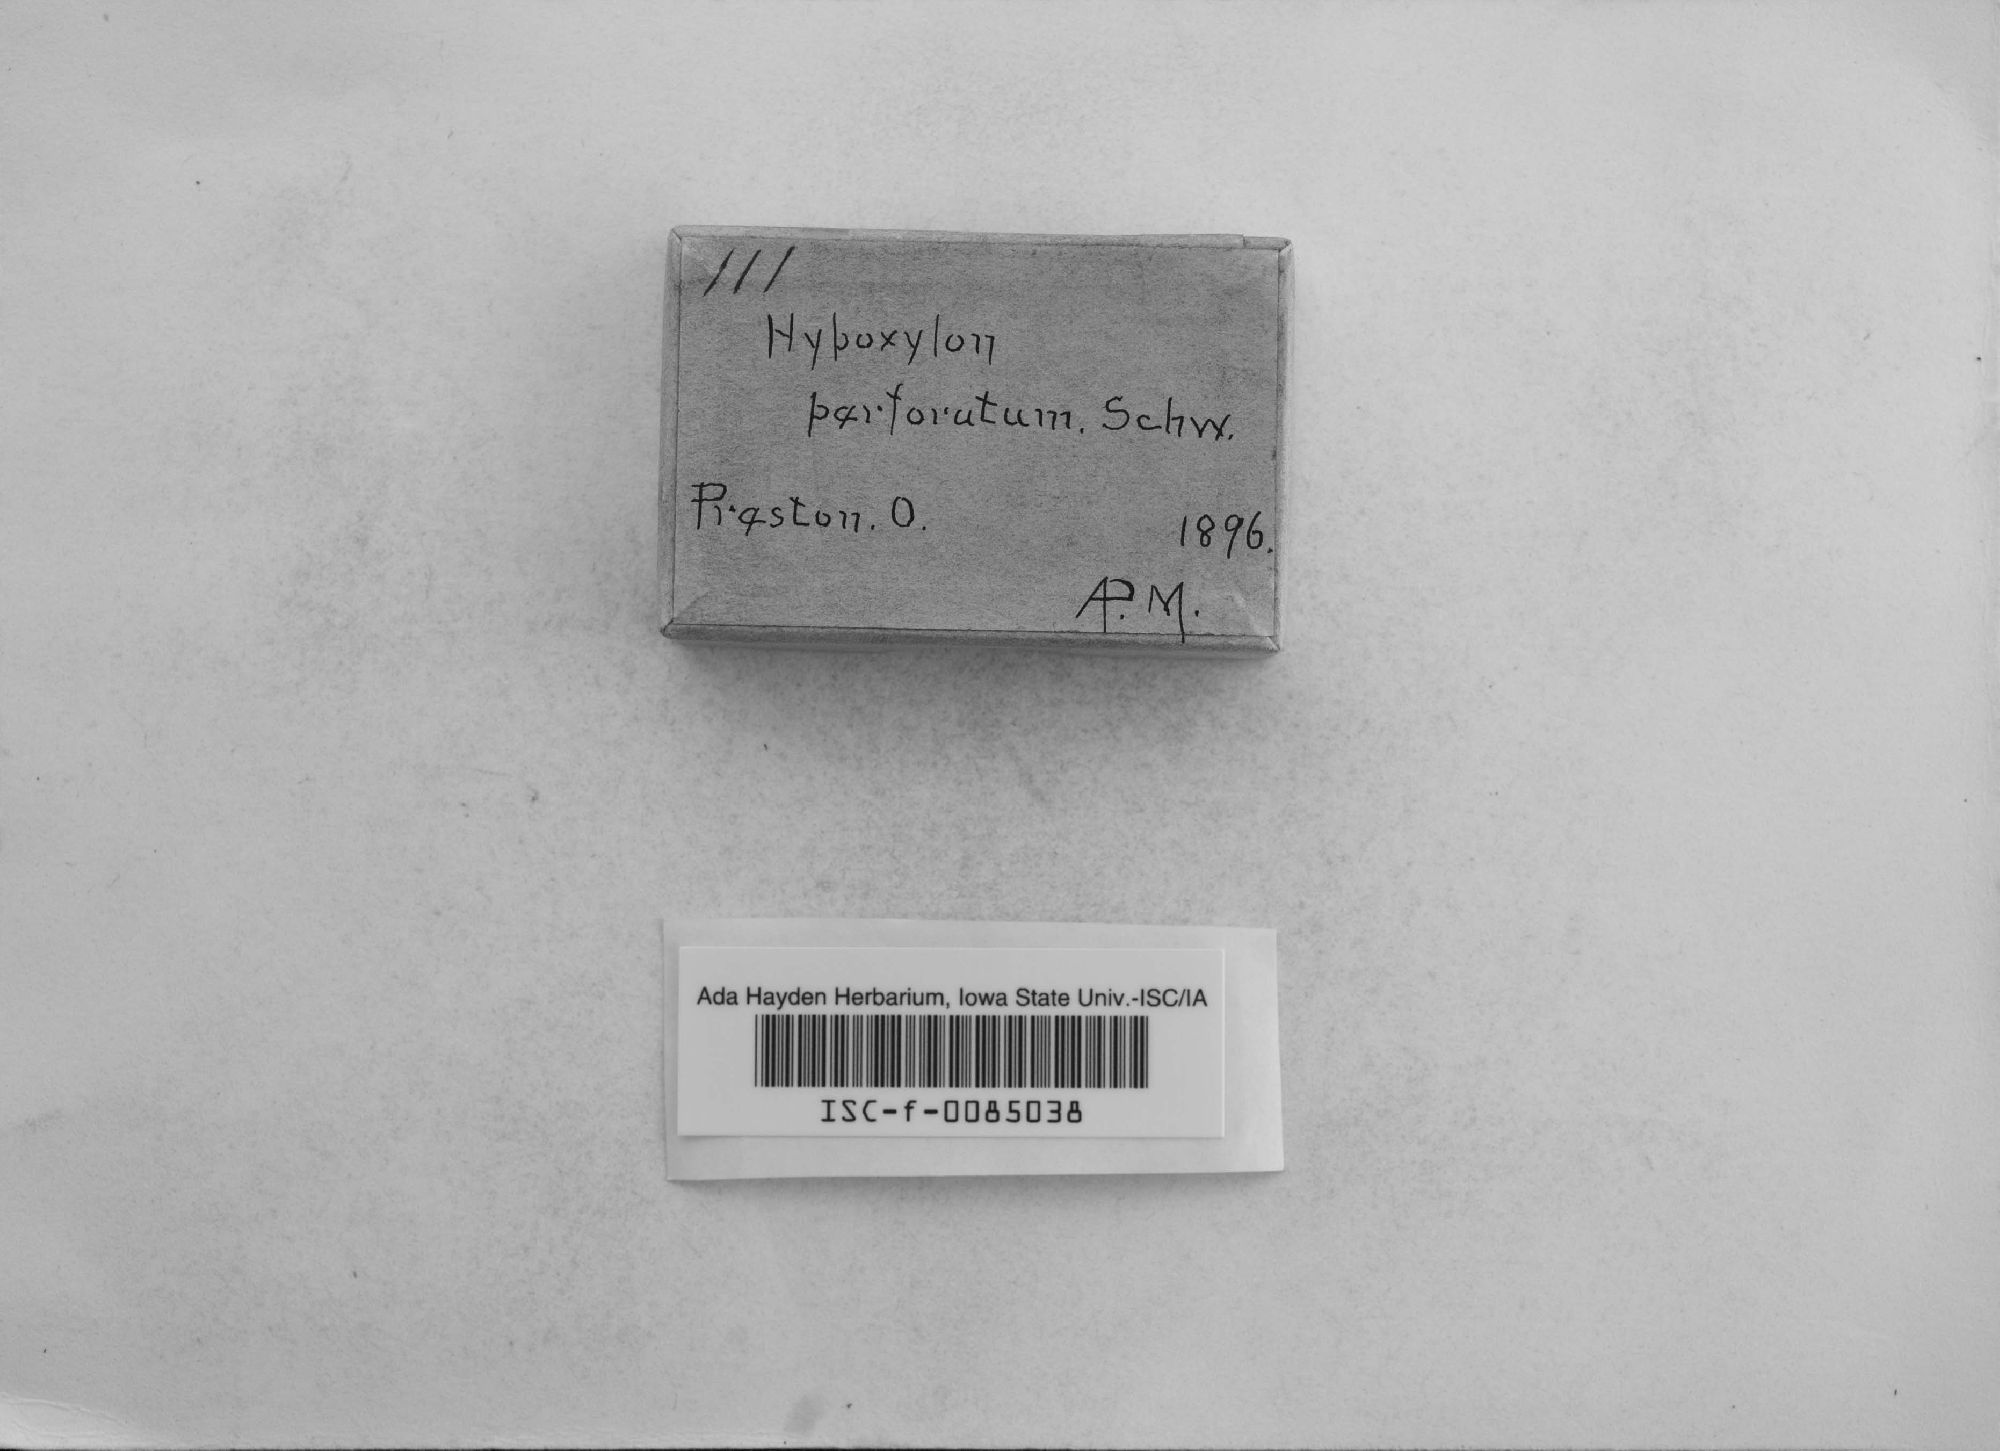 111
Hypoxylon
perforatum. Schw.
Preston. O.
1896.
A.P. M.
Ada Hayden Herbarium, Iowa State Univ.-ISC/IA
ISC-f-0085038